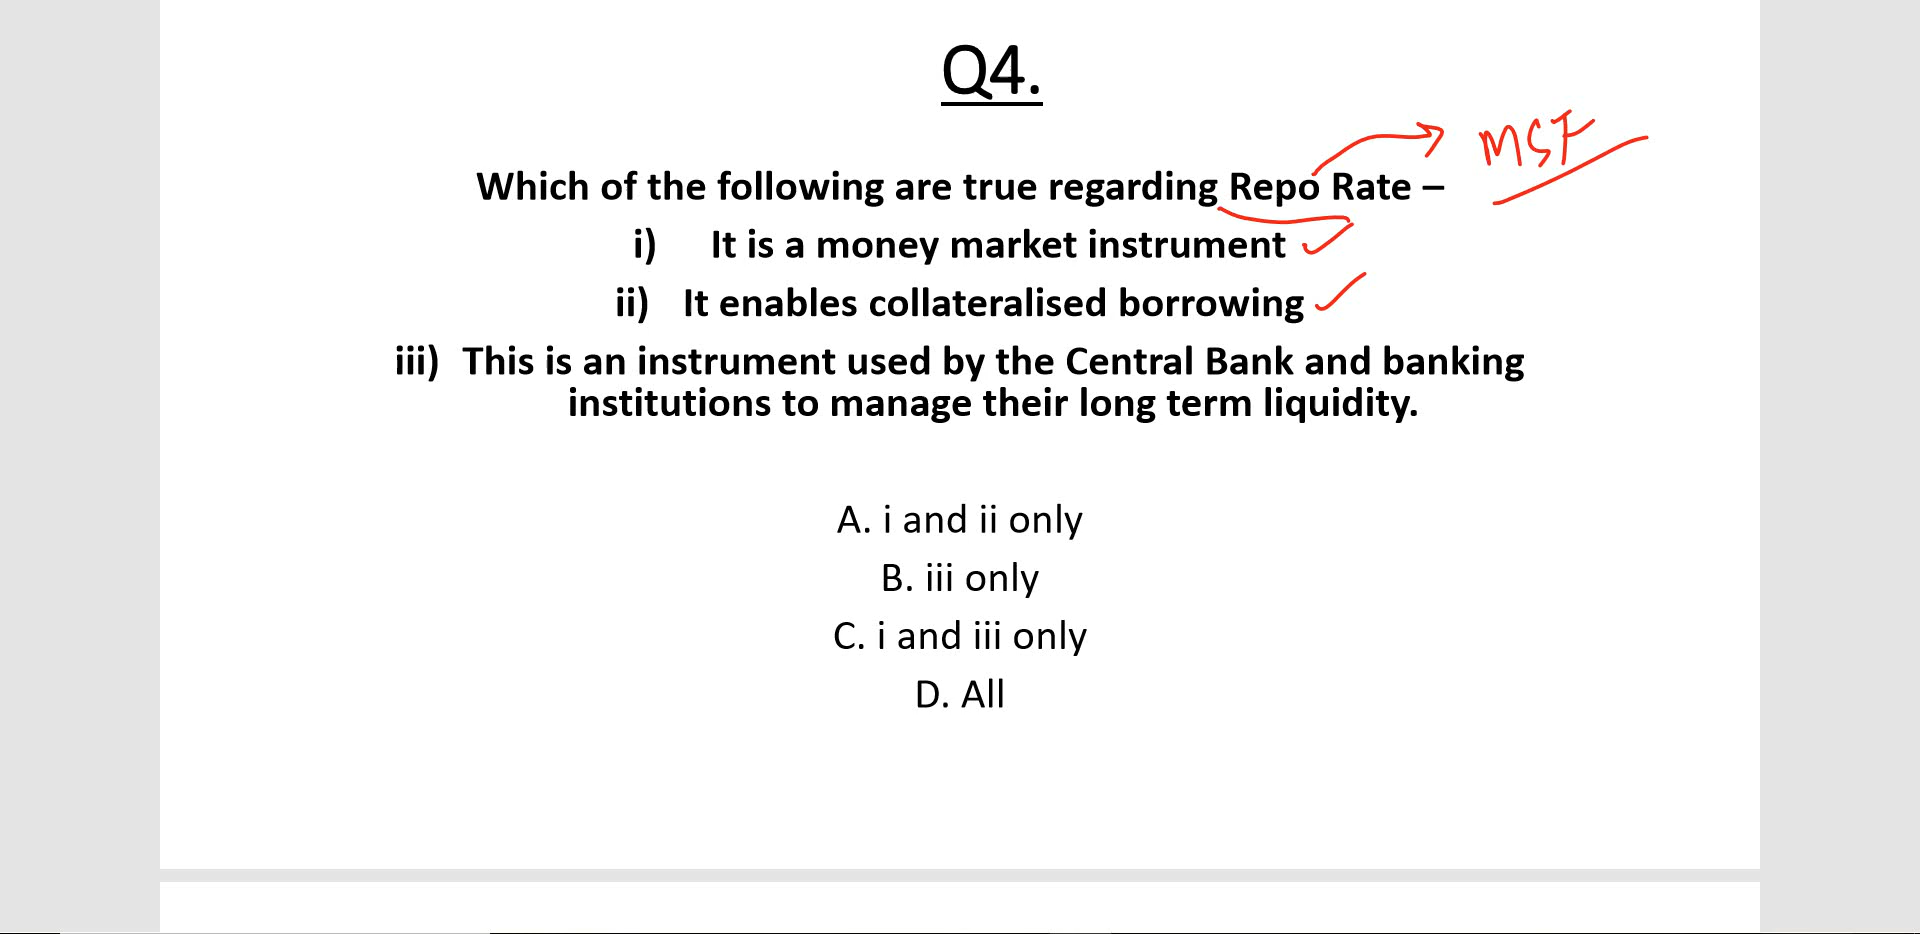 Q4.
MSF
Which of the following are true regarding Repo Rate –
i) It is a money market instrument
ii) It enables collateralised borrowing
iii) This is an instrument used by the Central Bank and banking
institutions to manage their long term liquidity.
A. i and ii only
B. iii only
C. i and iii only
D. All